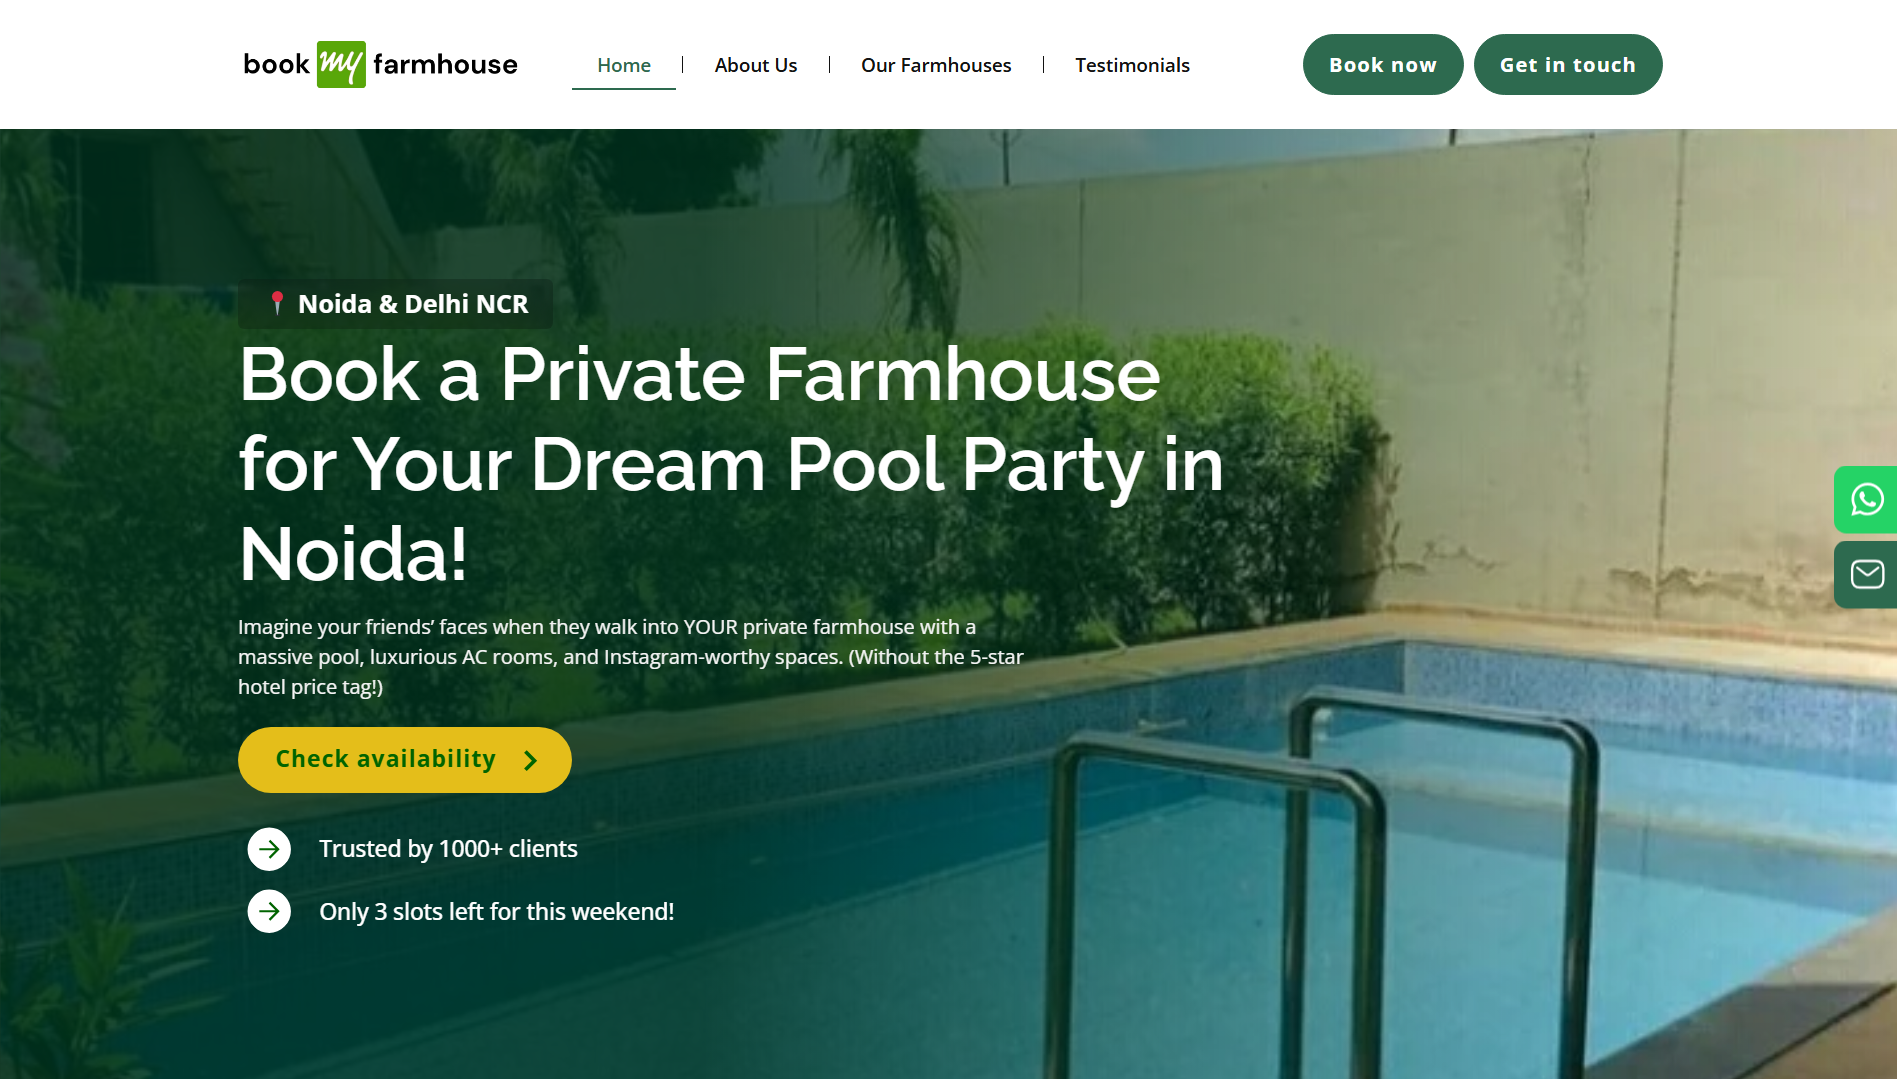 book my farmhouse
Home
About Us
Our Farmhouses
Testimonials
Book now
Get in touch
Noida & Delhi NCR
Book a Private Farmhouse
for Your Dream Pool Party in
Noida!
Imagine your friends’ faces when they walk into YOUR private farmhouse with a
massive pool, luxurious AC rooms, and Instagram-worthy spaces. (Without the 5-star
hotel price tag!)
Check availability
Trusted by 1000+ clients
Only 3 slots left for this weekend!